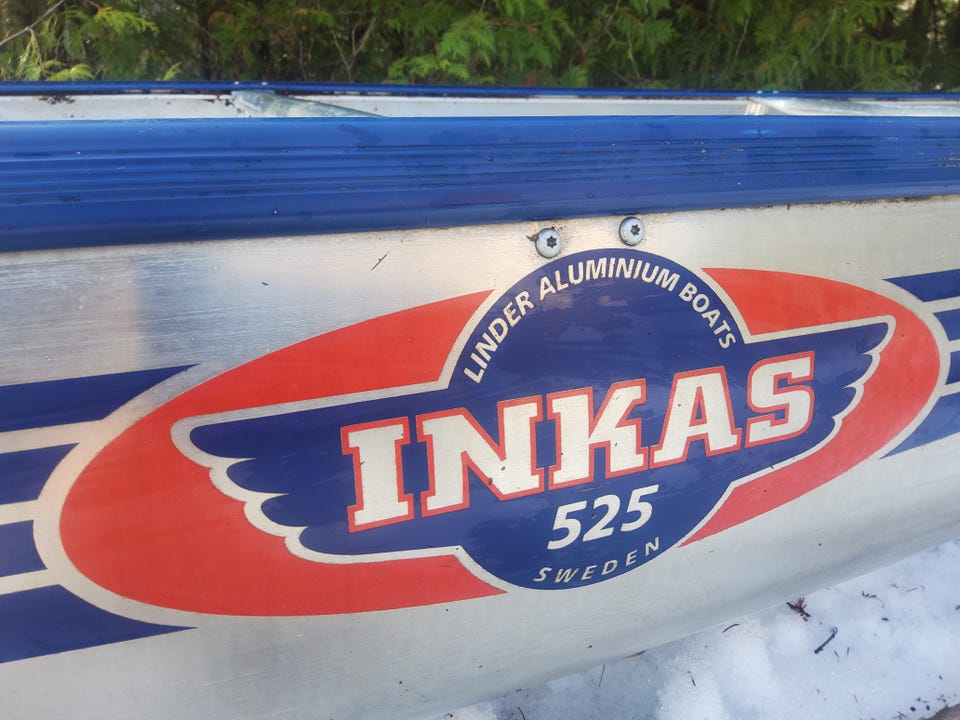 LINDER ALUMINIUM BOATS
INKAS
525
SWEDEN